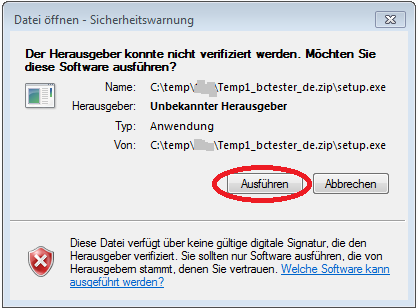 Datei öffnen - Sicherheitswarnung
Der Herausgeber konnte nicht verifiziert werden. Möchten Sie
diese Software ausführen?
Name: C:\temp\ Temp1_bctester_de.zip\setup.exe
Herausgeber: Unbekannter Herausgeber
Typ: Anwendung
Von: C:\temp\ Temp1_bctester_de.zip\setup.exe
Ausführen Abbrechen
Diese Datei verfügt über keine gültige digitale Signatur, die den
Herausgeber verifiziert. Sie sollten nur Software ausführen, die von
Herausgebern stammt, denen Sie vertrauen. Welche Software kann
ausgeführt werden?